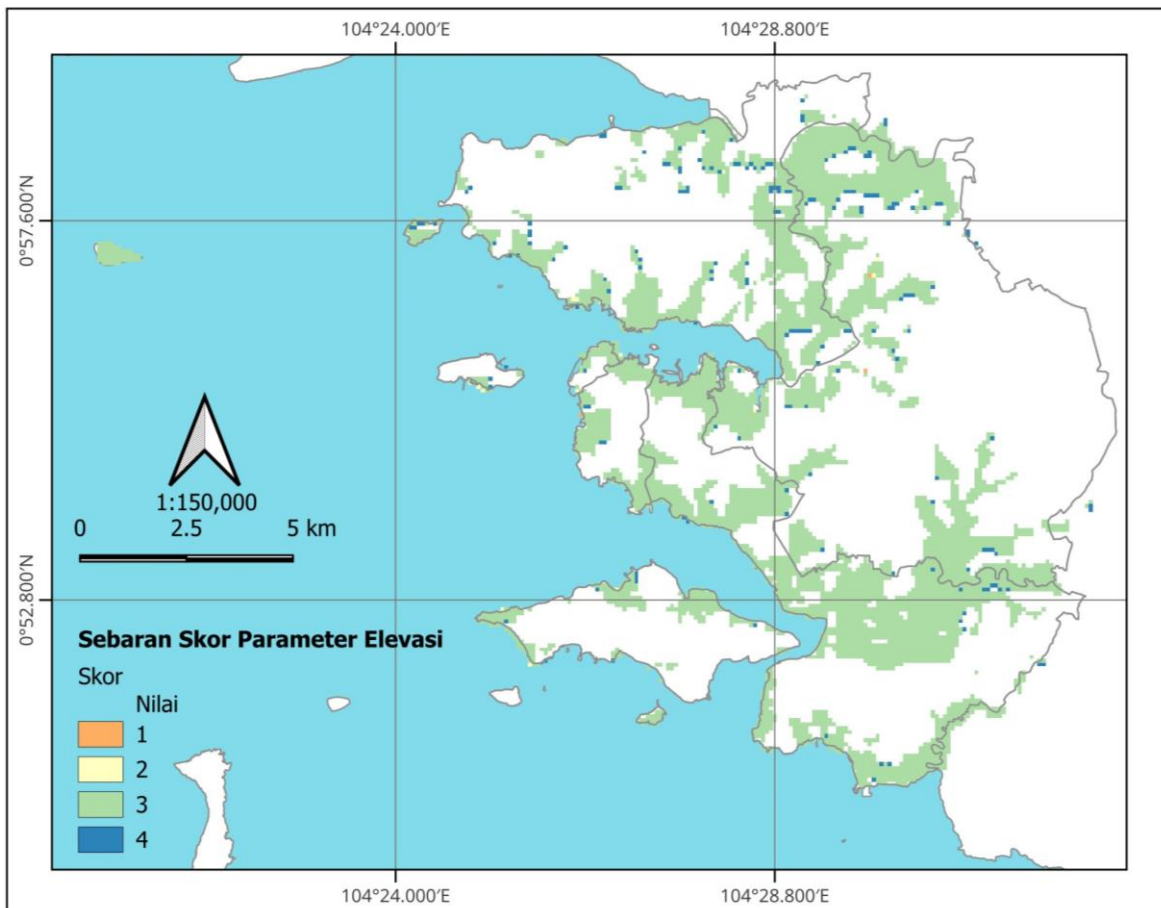 104°24.000′E 104°28.800′E
0°57.600′N
1:150,000
0 2.5 5 km
0°52.800′N
Sebaran Skor Parameter Elevasi
Skor
Nilai
1
2
3
4
104°24.000′E 104°28.800′E